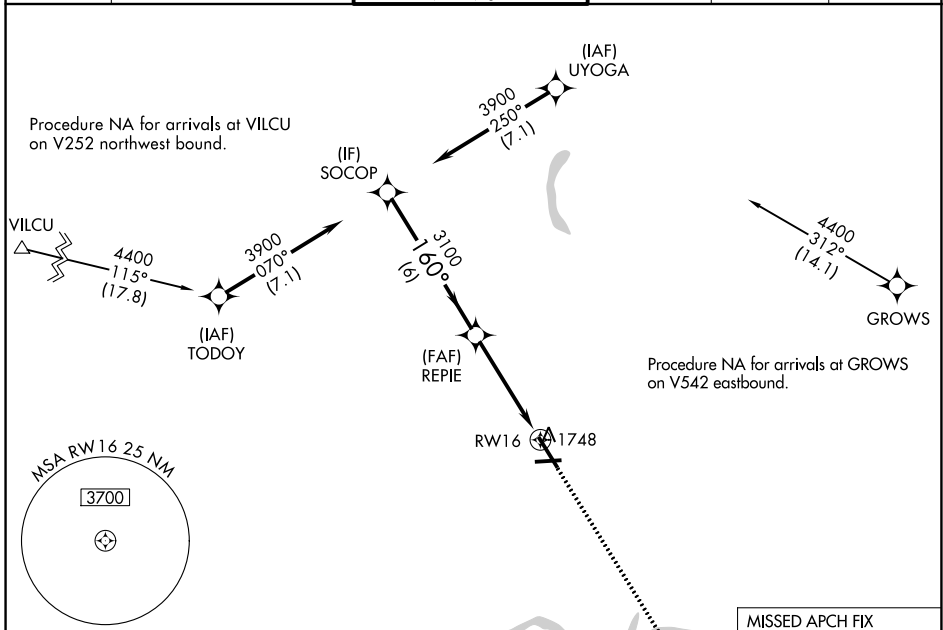 (IAF)
UYOGA
3900
250°
(7.1)
Procedure NA for arrivals at VILCU
on V252 northwest bound.
(IF)
SOCOP
VILCU
4400
115°
(17.8)
3900
070°
(7.1)
(IAF)
TODOY
3100
160°
(6)
4400
312°
(14.1)
GROWS
(FAF)
REPIE
Procedure NA for arrivals at GROWS
on V542 eastbound.
RW16
1748
MSA RW16 25 NM
3700
MISSED APCH FIX